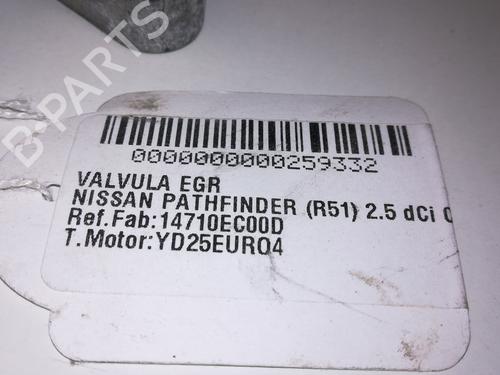 B-PARTS
0000000000259332
VALVULA EGR
NISSAN PATHFINDER (R51) 2.5 dCi
Ref.Fab:14710EC00D
T.Motor:YD25EURO4